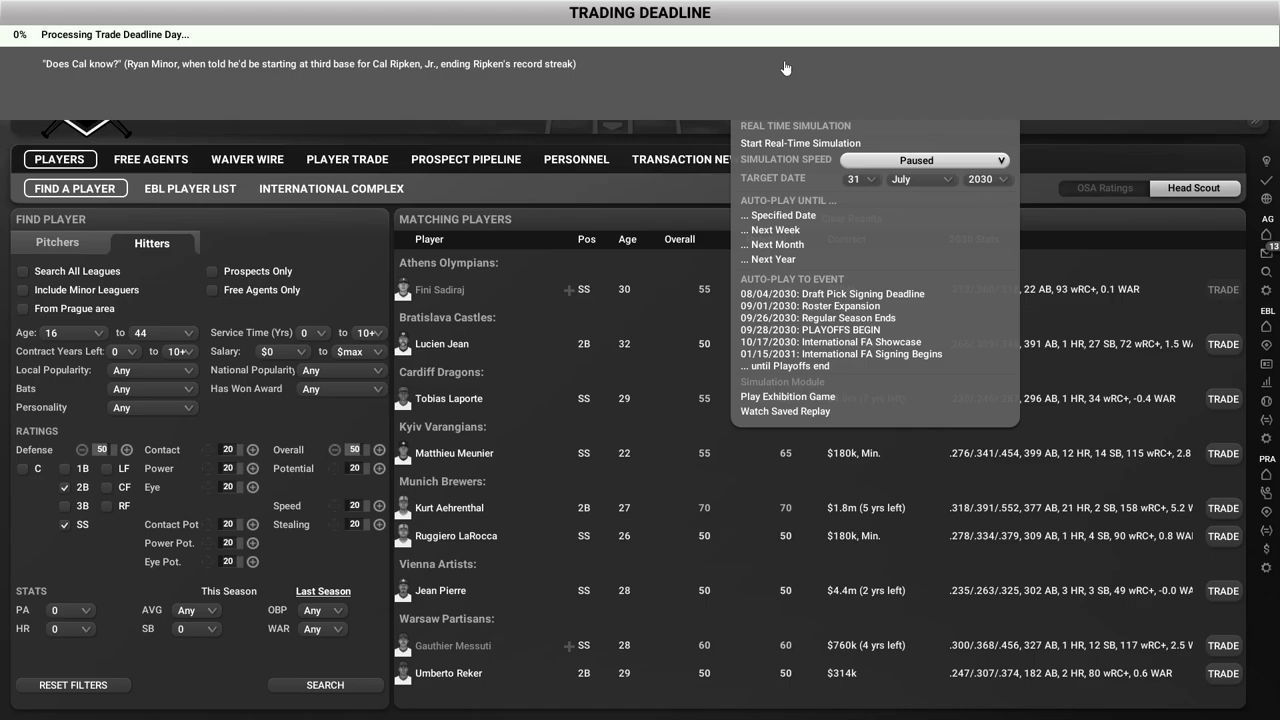 TRADING DEADLINE
0% Processing Trade Deadline Day...
"Does Cal know?" (Ryan Minor, when told he'd be starting at third base for Cal Ripken, Jr., ending Ripken's record streak)
REAL TIME SIMULATION
Start Real-Time Simulation
SIMULATION SPEED Paused
TARGET DATE 31 July 2030
AUTO-PLAY UNTIL ...
... Specified Date
... Next Week
... Next Month
... Next Year
AUTO-PLAY TO EVENT
08/04/2030: Draft Pick Signing Deadline
09/01/2030: Roster Expansion
09/26/2030: Regular Season Ends
09/28/2030: PLAYOFFS BEGIN
10/17/2030: International FA Showcase
01/15/2031: International FA Signing Begins
... until Playoffs end
Simulation Module
Play Exhibition Game
Watch Saved Replay
PLAYERS FREE AGENTS WAIVER WIRE PLAYER TRADE PROSPECT PIPELINE PERSONNEL TRANSACTION NE
FIND A PLAYER EBL PLAYER LIST INTERNATIONAL COMPLEX
OSA Ratings Head Scout
FIND PLAYER
Pitchers Hitters
Search All Leagues Prospects Only
Include Minor Leaguers Free Agents Only
From Prague area
Age: 16 to 44 Service Time (Yrs) 0 to 10+
Contract Years Left: 0 to 10+ Salary: $0 to $max
Local Popularity: Any National Popularity Any
Bats Any Has Won Award Any
Personality Any
RATINGS
Defense 50 Contact 20 Overall 50
C 1B LF Power 20 Potential 20
2B CF Eye 20
3B RF Speed 20
SS Contact Pot 20 Stealing 20
Power Pot. 20
Eye Pot. 20
STATS This Season Last Season
PA 0 AVG Any OBP Any
HR 0 SB 0 WAR Any
RESET FILTERS SEARCH
MATCHING PLAYERS
Player Pos Age Overall Contract 2030 Stats
Athens Olympians:
Fini Sadiraj SS 30 55 , 22 AB, 93 wRC+, 0.1 WAR TRADE
Bratislava Castles:
Lucien Jean 2B 32 50 , 391 AB, 1 HR, 27 SB, 72 wRC+, 1.5 WA TRADE
Cardiff Dragons:
Tobias Laporte SS 29 55 , 296 AB, 1 HR, 34 wRC+, -0.4 WAR TRADE
Kyiv Varangians:
Matthieu Meunier SS 22 55 65 $180k, Min. .276/.341/.454, 399 AB, 12 HR, 14 SB, 115 wRC+, 2.8 TRADE
Munich Brewers:
Kurt Aehrenthal 2B 27 70 70 $1.8m (5 yrs left) .318/.391/.552, 377 AB, 21 HR, 2 SB, 158 wRC+, 5.2 W TRADE
Ruggiero LaRocca SS 26 50 50 $180k, Min. .278/.334/.379, 309 AB, 1 HR, 4 SB, 90 wRC+, 0.8 WAI TRADE
Vienna Artists:
Jean Pierre SS 28 50 50 $4.4m (2 yrs left) .235/.263/.325, 302 AB, 3 HR, 3 SB, 49 wRC+, -0.0 WA TRADE
Warsaw Partisans:
Gauthier Messuti SS 28 60 60 $760k (4 yrs left) .300/.368/.456, 327 AB, 1 HR, 12 SB, 117 wRC+, 2.5 V TRADE
Umberto Reker 2B 29 50 50 $314k .247/.307/.374, 182 AB, 2 HR, 80 wRC+, 0.6 WAR TRADE
AG
13
EBL
PRA